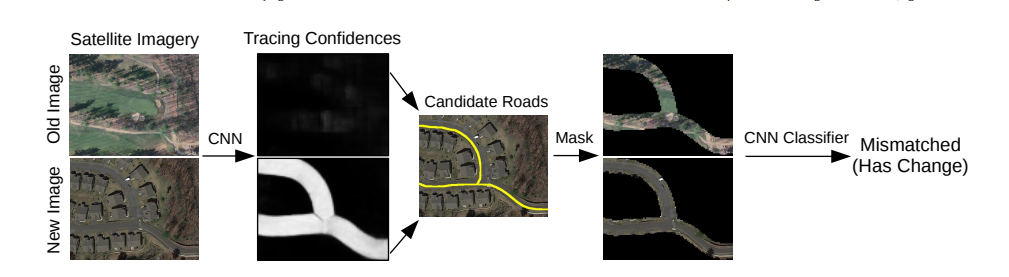 Satellite Imagery
Tracing Confidences
Old Image
New Image
CNN
Candidate Roads
Mask
CNN Classifier
Mismatched
(Has Change)